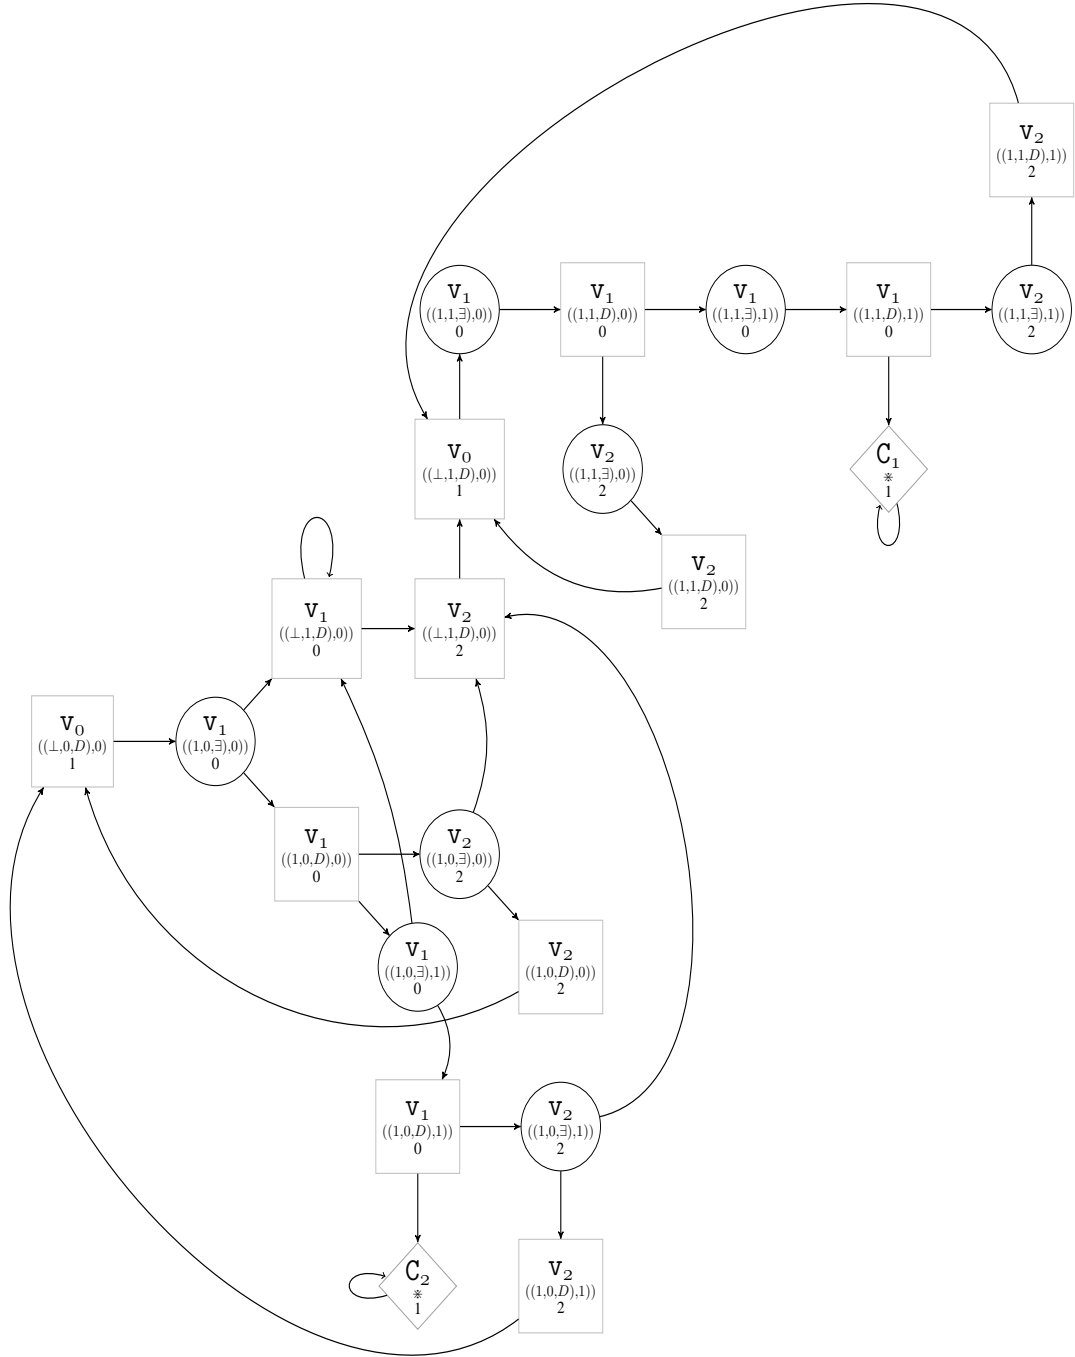 V2
((1,1,D),1))
2
V1
((1,1,∃),0))
0
V1
((1,1,D),0))
0
V1
((1,1,∃),1))
0
V1
((1,1,D),1))
0
V2
((1,1,∃),1))
2
V0
((⊥,1,D),0))
1
V2
((1,1,∃),0))
2
C1
⋇
1
V2
((1,1,D),0))
2
V1
((⊥,1,D),0))
0
V2
((⊥,1,D),0))
2
V0
((⊥,0,D),0)
1
V1
((1,0,∃),0))
0
V1
((1,0,D),0))
0
V2
((1,0,∃),0))
2
V1
((1,0,∃),1))
0
V2
((1,0,D),0))
2
V1
((1,0,D),1))
0
V2
((1,0,∃),1))
2
C2
⋇
1
V2
((1,0,D),1))
2